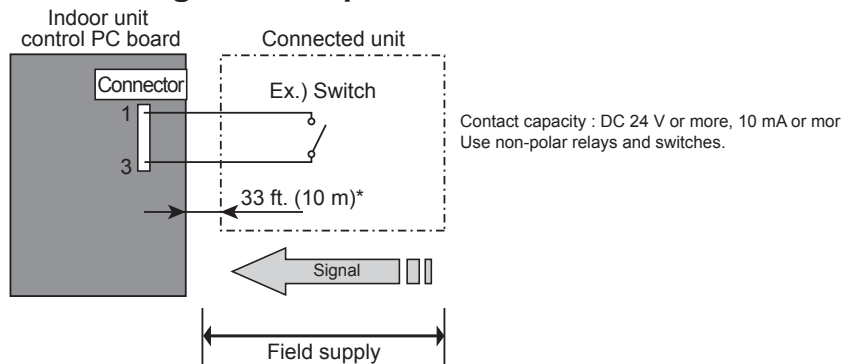 Indoor unit
control PC board
Connected unit
Connector
Ex.) Switch
1
3
Contact capacity : DC 24 V or more, 10 mA or mor
Use non-polar relays and switches.
33 ft. (10 m)*
Signal
Field supply